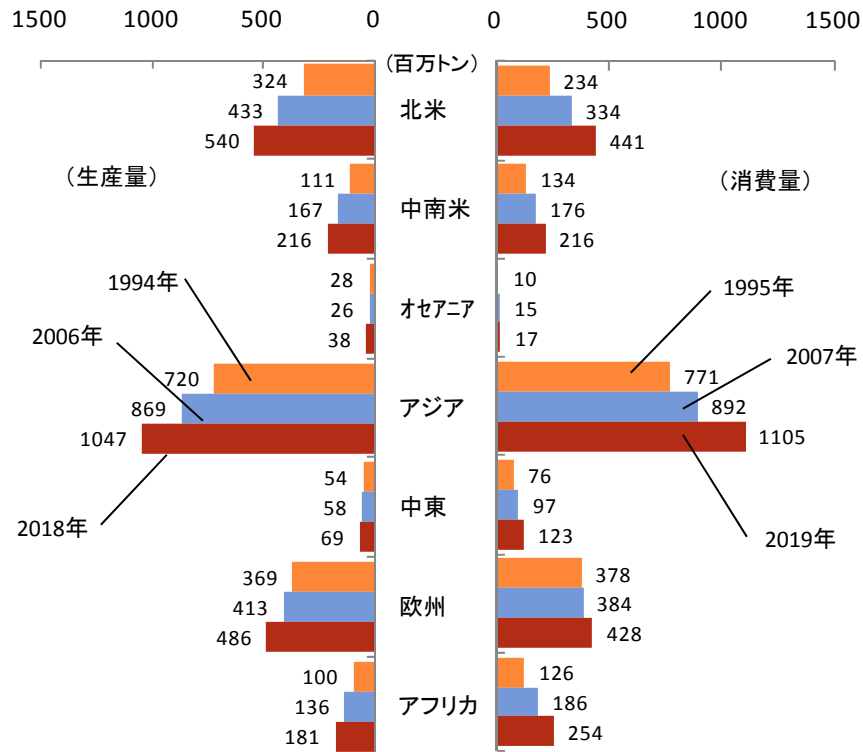 1500 1000 500 0 0 500 1000 1500
(百万トン)
324 北米 234
433 334
540 441
(生産量) (消費量)
111 中南米 134
167 176
216 216
28 オセアニア 10
26 15
38 17
1994年 1995年
2006年 2007年
720 アジア 771
869 892
1047 1105
2018年 2019年
54 中東 76
58 97
69 123
369 欧州 378
413 384
486 428
100 アフリカ 126
136 186
181 254